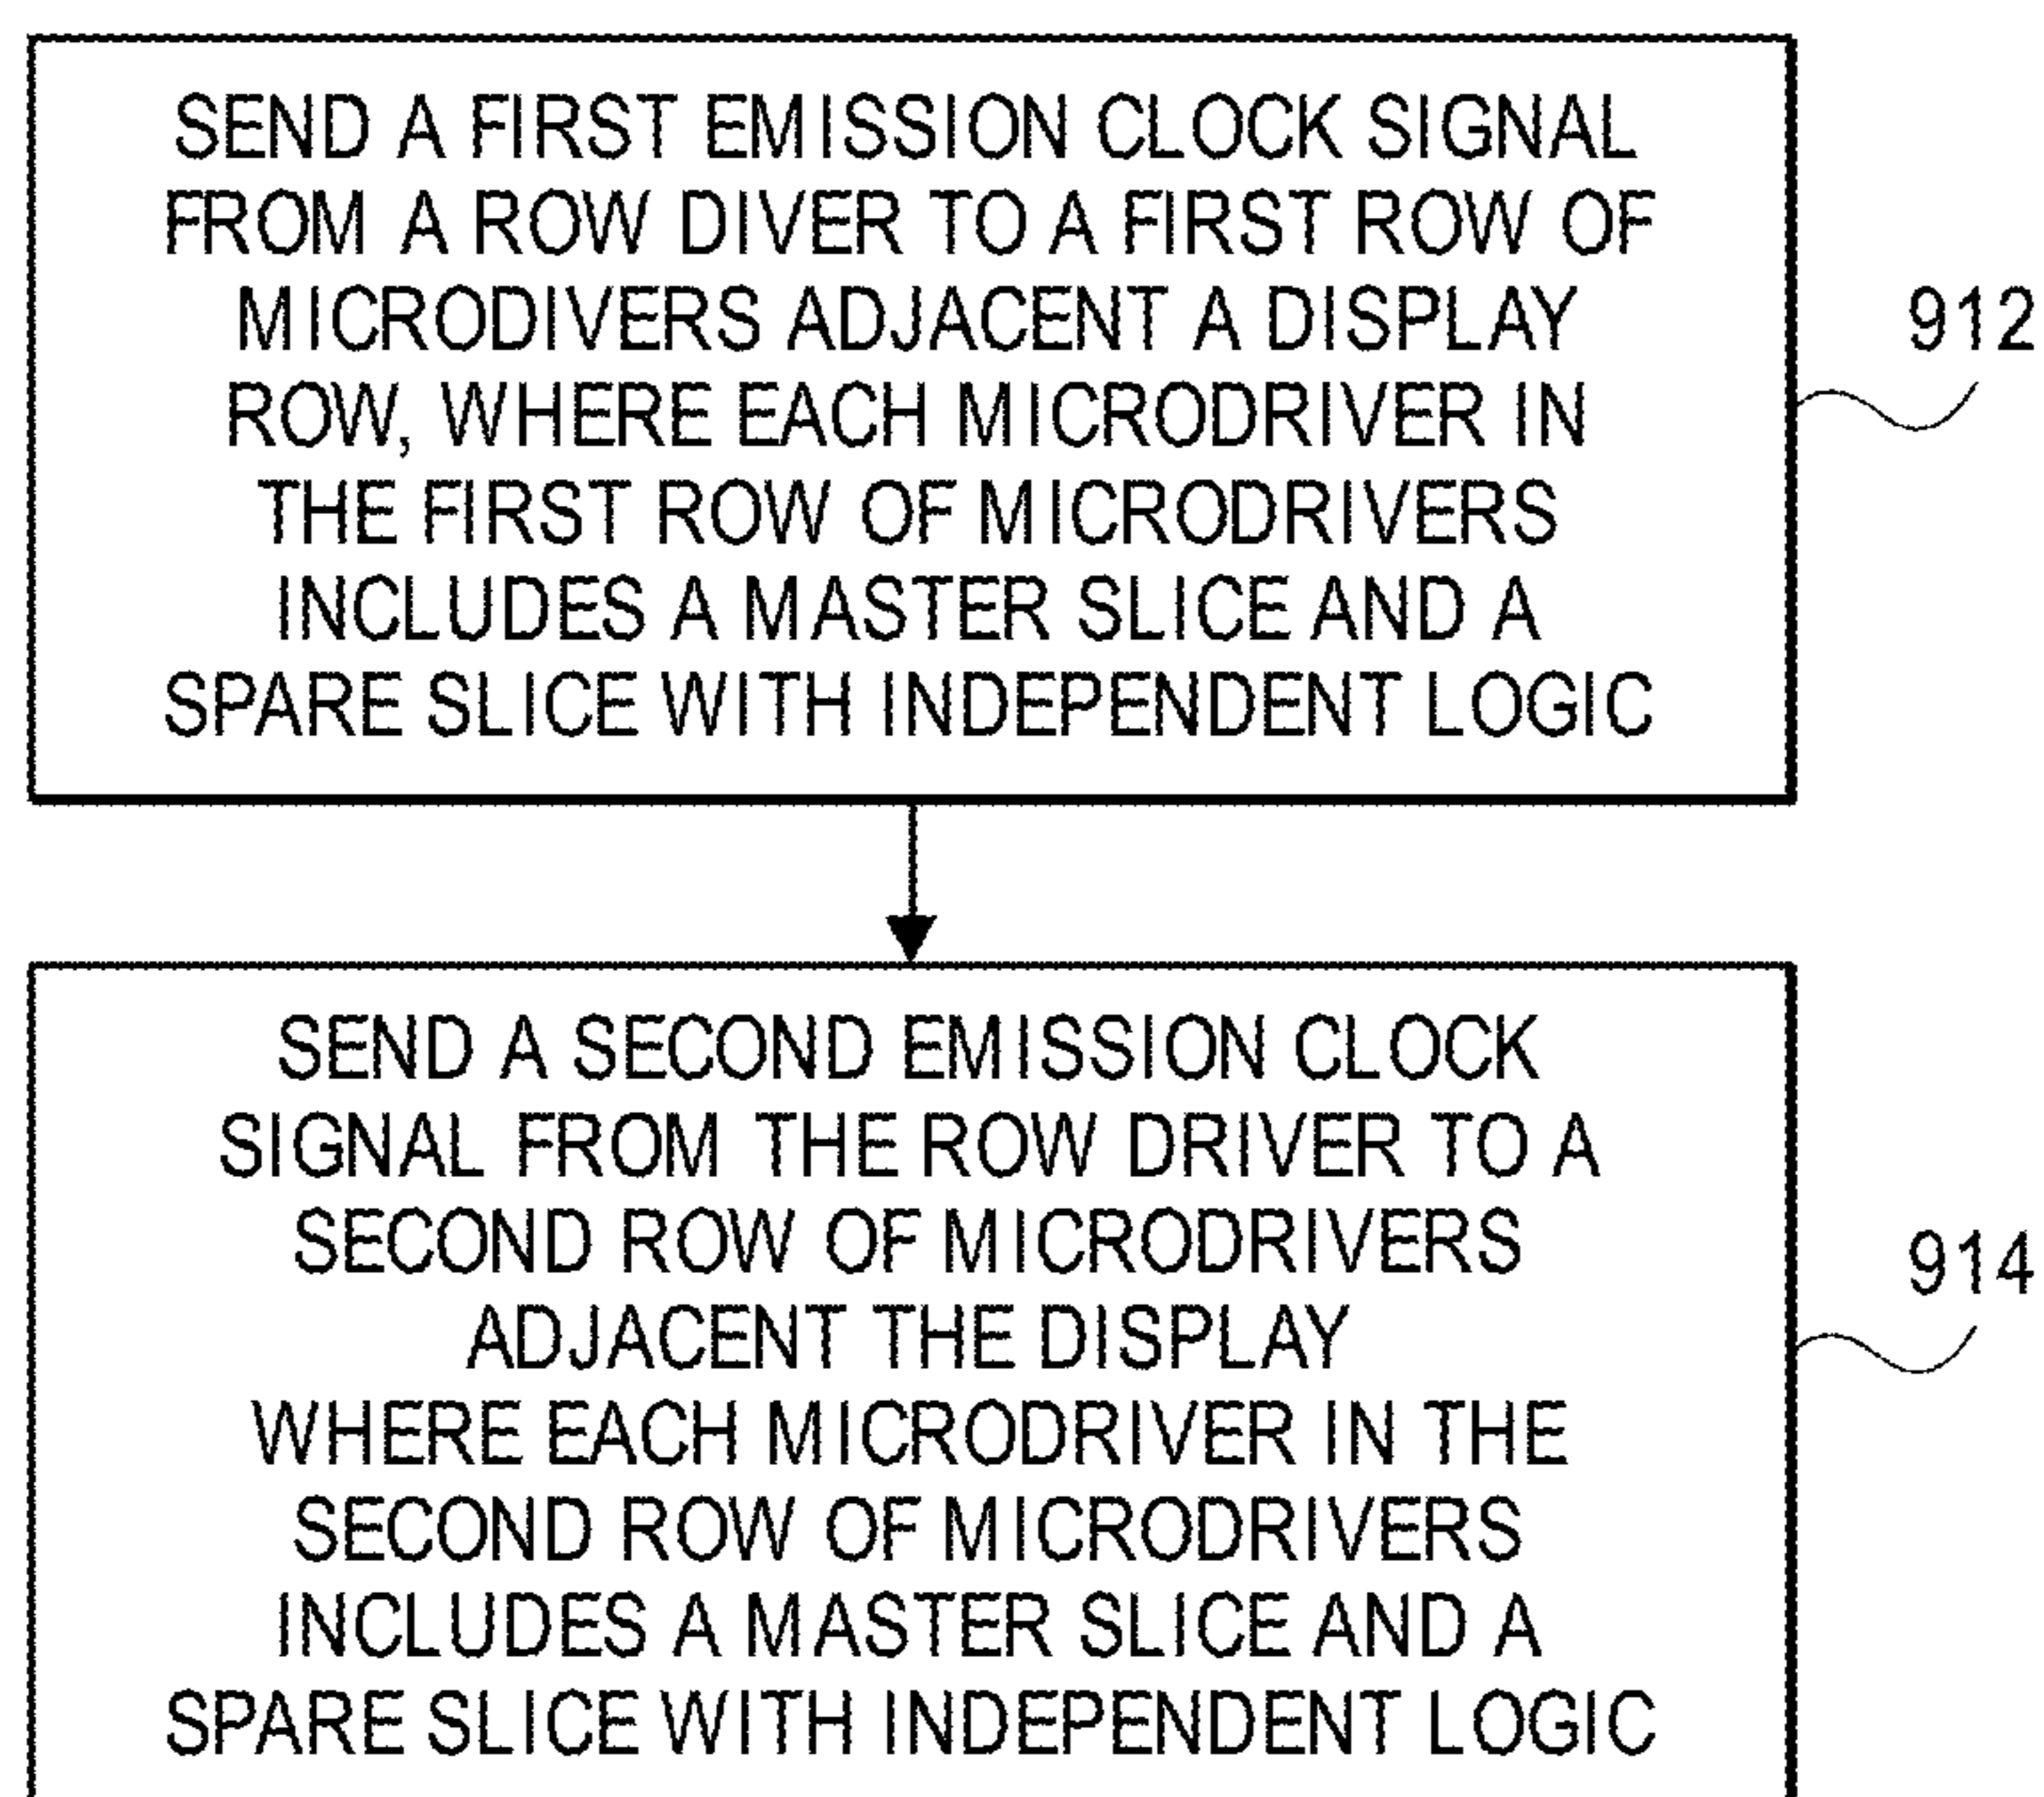 SEND A FIRST EMISSION CLOCK SIGNAL
FROM A ROW DIVER TO A FIRST ROW OF
MICRODIVERS ADJACENT A DISPLAY
ROW, WHERE EACH MICRODRIVER IN
THE FIRST ROW OF MICRODRIVERS
INCLUDES A MASTER SLICE AND A
SPARE SLICE WITH INDEPENDENT LOGIC
912
SEND A SECOND EMISSION CLOCK
SIGNAL FROM THE ROW DRIVER TO A
SECOND ROW OF MICRODRIVERS
ADJACENT THE DISPLAY
WHERE EACH MICRODRIVER IN THE
SECOND ROW OF MICRODRIVERS
INCLUDES A MASTER SLICE AND A
SPARE SLICE WITH INDEPENDENT LOGIC
914